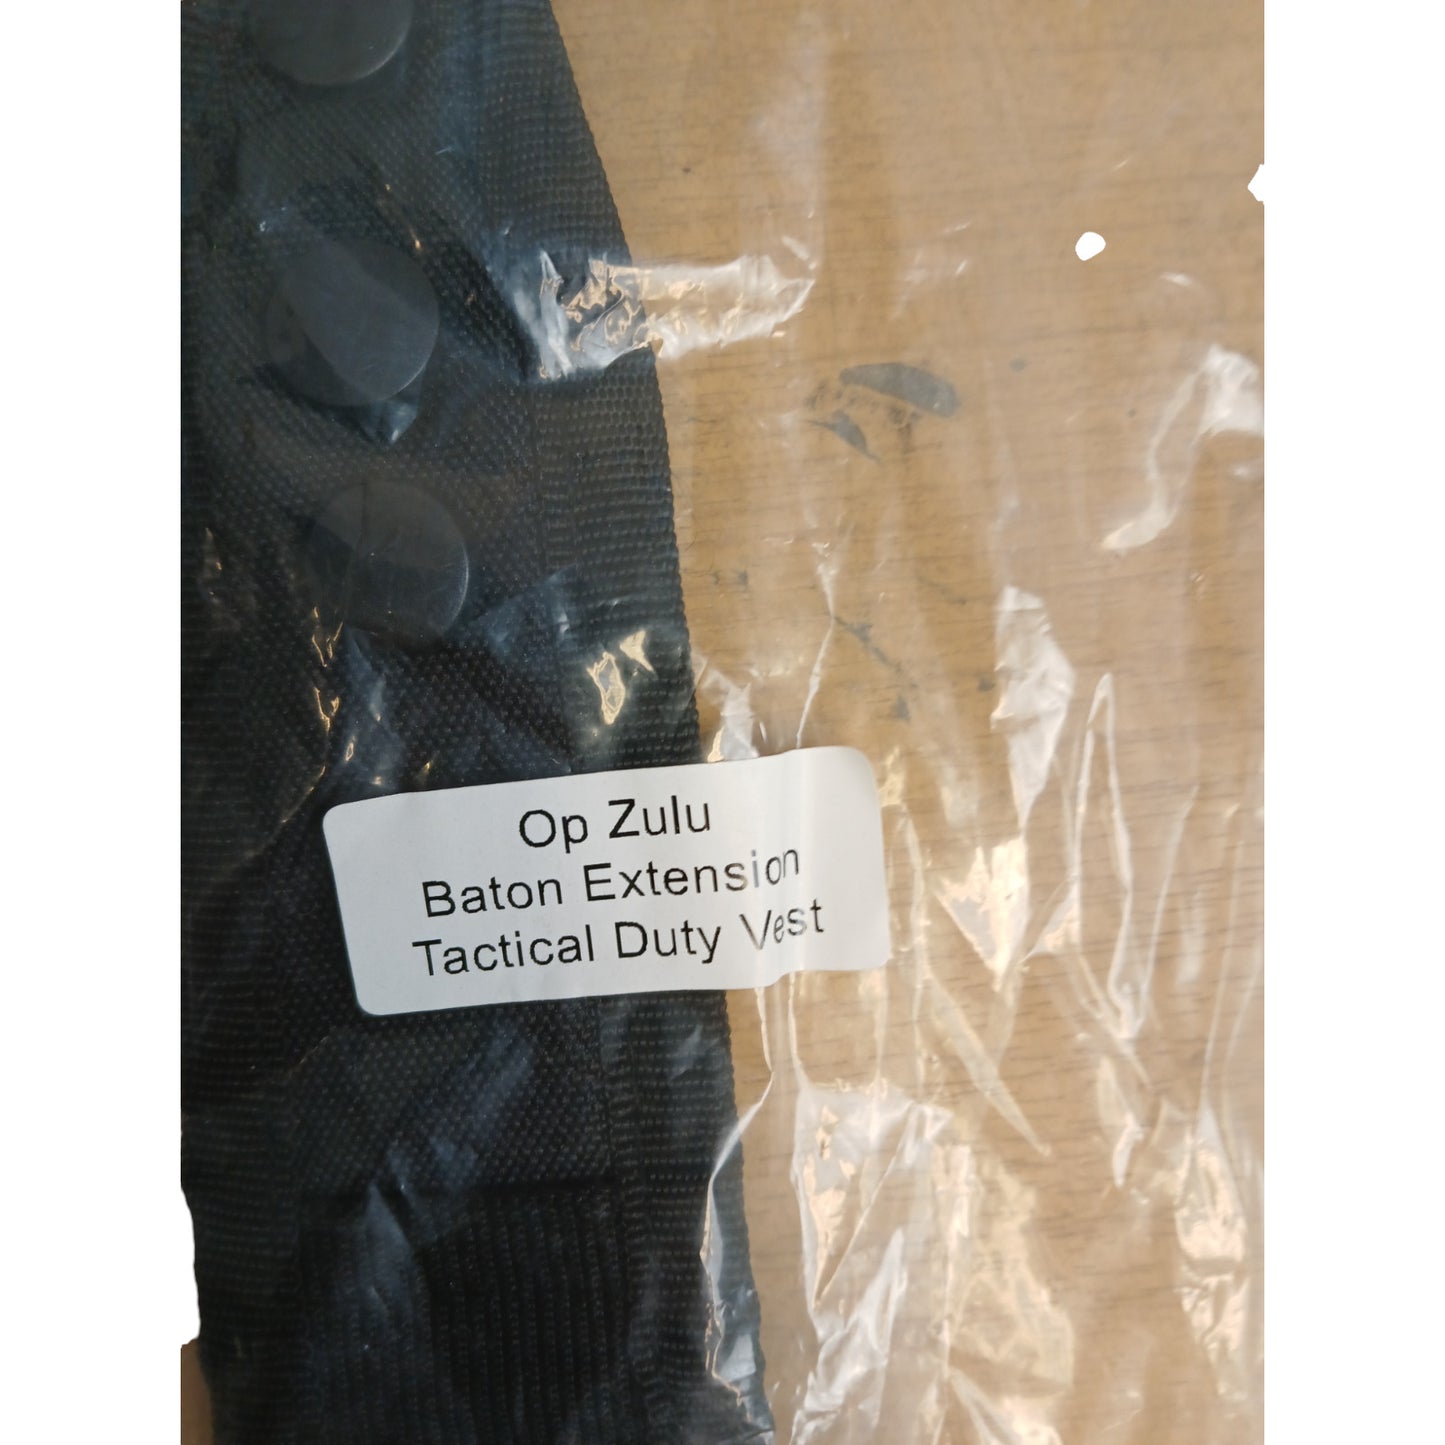 Op Zulu
Baton Extension
Tactical Duty Vest